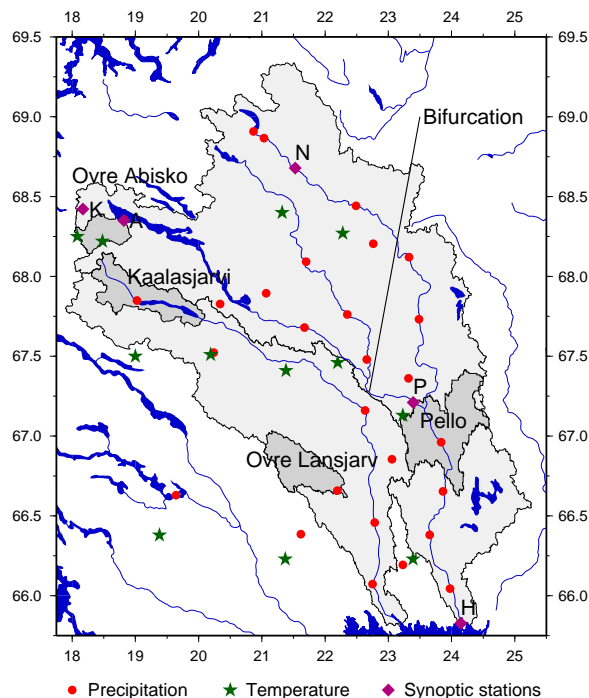 18 19 20 21 22 23 24 25
69.5 69.5
69.0 69.0
Bifurcation
N
Ovre Abisko
68.5 68.5
K A
68.0 68.0
Kaalasjarvi
67.5 67.5
P
Pello
67.0 67.0
Ovre Lansjarv
66.5 66.5
66.0 66.0
H
18 19 20 21 22 23 24 25
Precipitation Temperature Synoptic stations